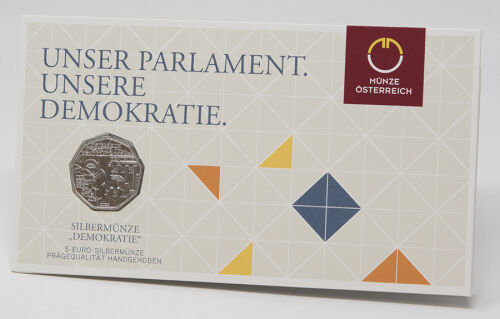 UNSER PARLAMENT.
UNSERE
DEMOKRATIE.
MÜNZE
ÖSTERREICH
SILBERMÜNZE
„DEMOKRATIE“
5-EURO-SILBERMÜNZE
PRÄGEQUALITÄT HANDGEHOBEN